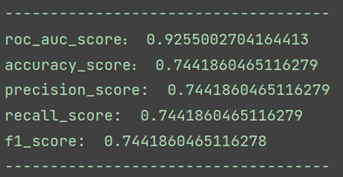 -----------------------------------
roc_auc_score:  0.9255002704164413
accuracy_score:  0.7441860465116279
precision_score:  0.7441860465116279
recall_score:  0.7441860465116279
f1_score:  0.7441860465116278
-----------------------------------